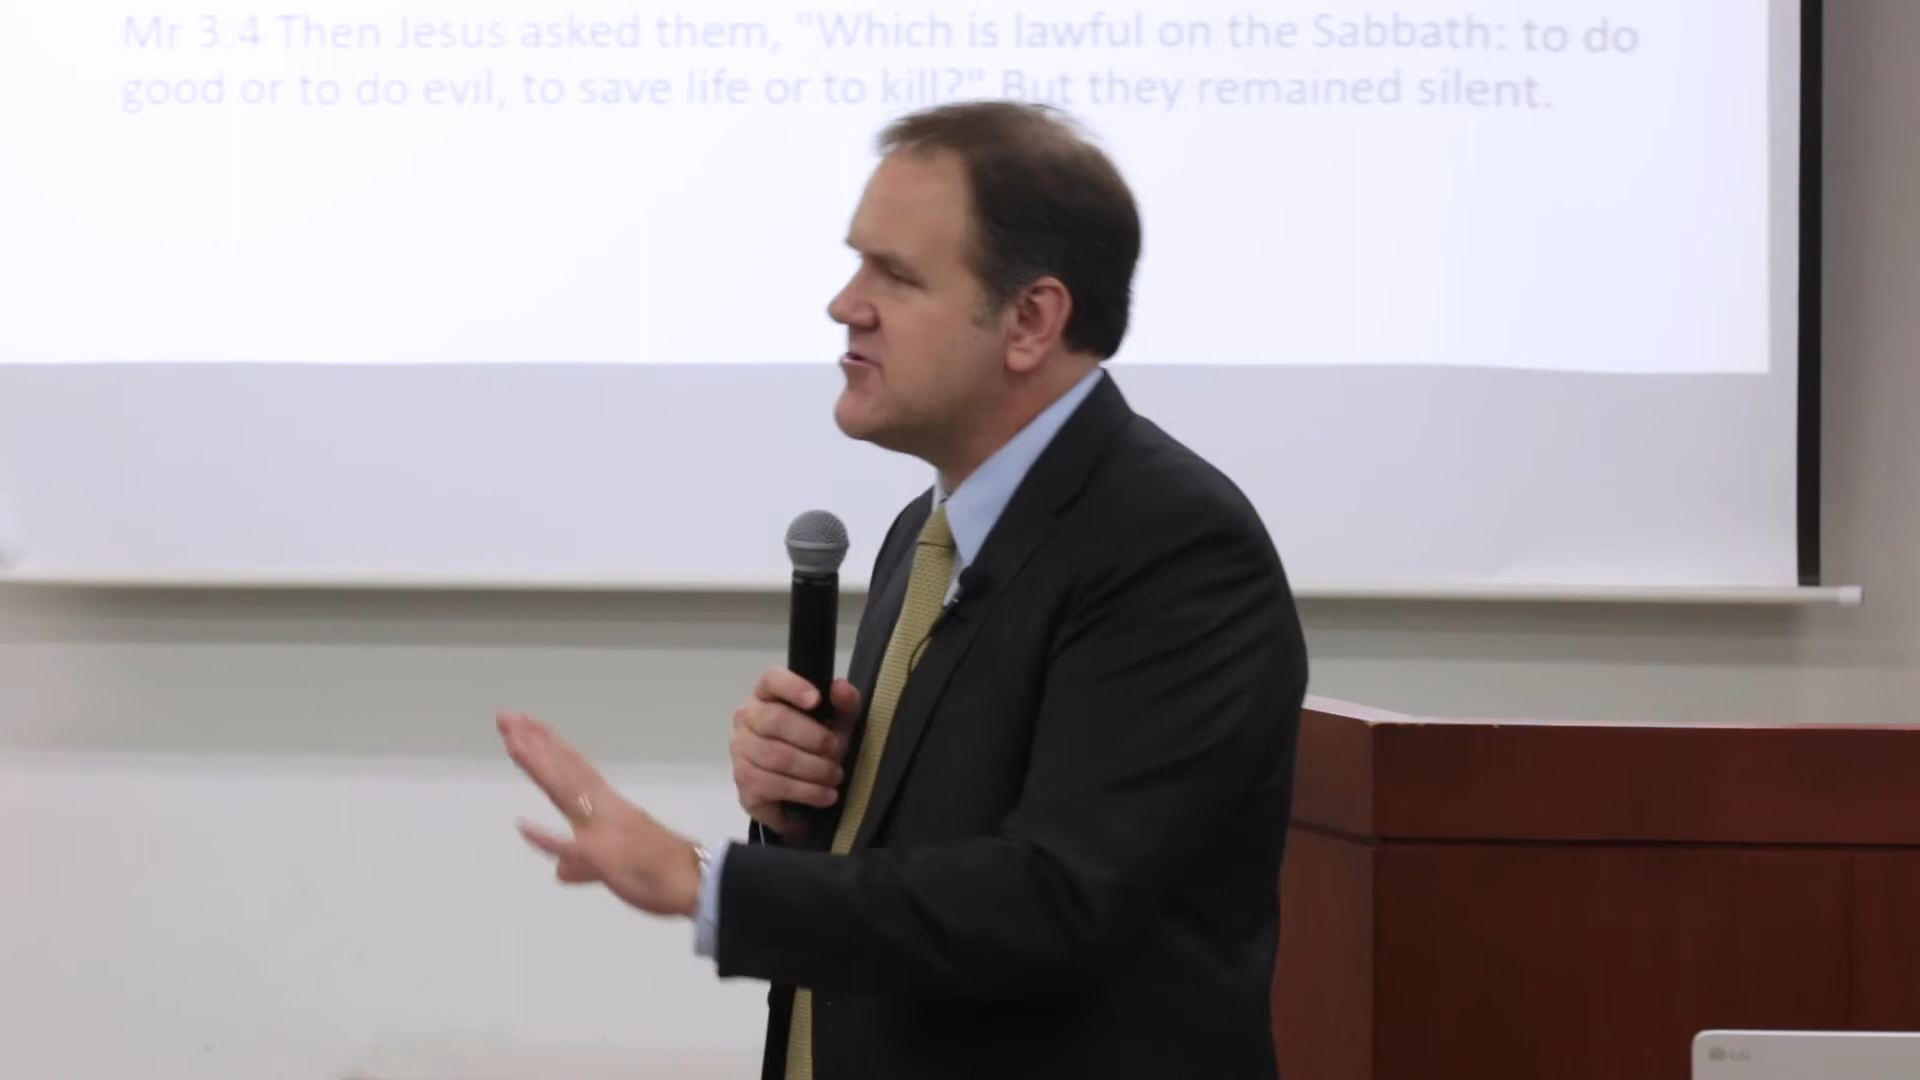 Mr 3:4 Then Jesus asked them, "Which is lawful on the Sabbath: to do
good or to do evil, to save life or to kill?" But they remained silent.
LG